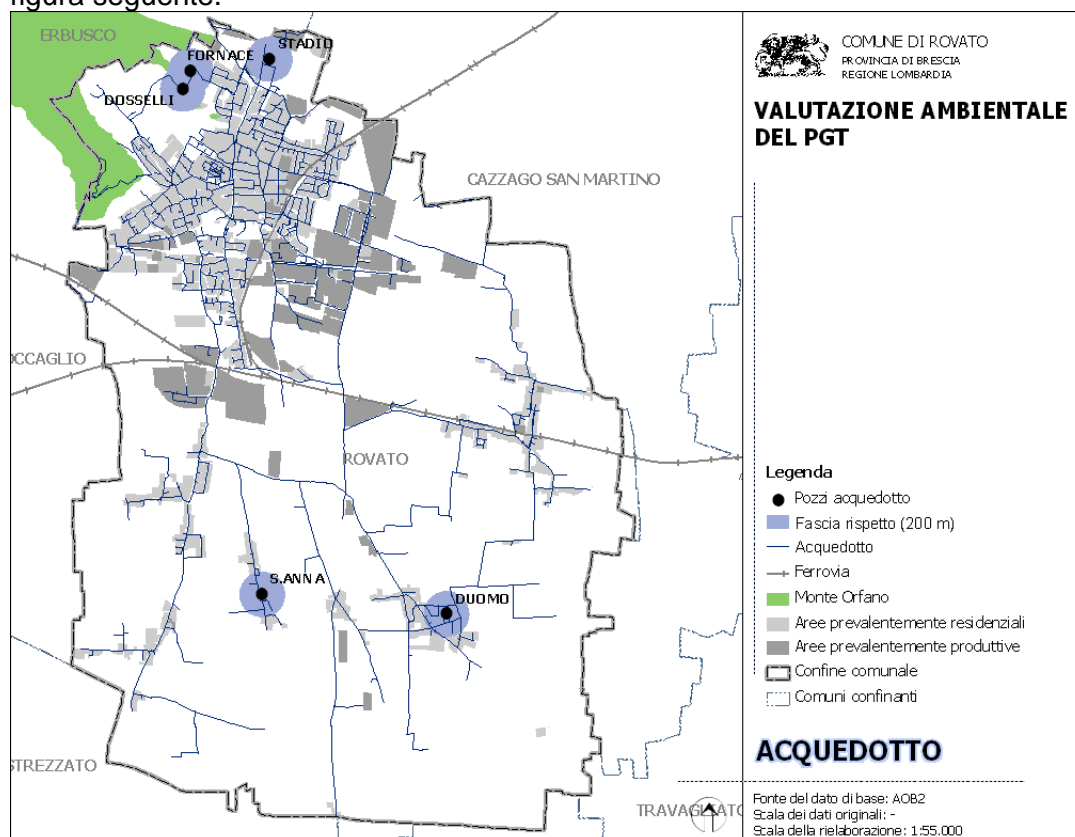 figura seguente.
ERBUSCO
STADIO
FORNACE
DOSSELLI
CAZZAGO SAN MARTINO
OCCAGLIO
ROVATO
S.ANNA
DUOMO
STREZZATO
TRAVAGLIATO
COMUNE DI ROVATO
PROVINCIA DI BRESCIA
REGIONE LOMBARDIA
VALUTAZIONE AMBIENTALE
DEL PGT
Legenda
Pozzi acquedotto
Fascia rispetto (200 m)
Acquedotto
Ferrovia
Monte Orfano
Aree prevalentemente residenziali
Aree prevalentemente produttive
Confine comunale
Comuni confinanti
ACQUEDOTTO
Fonte del dato di base: AOB2
Scala dei dati originali: -
Scala della rielaborazione: 1:55.000